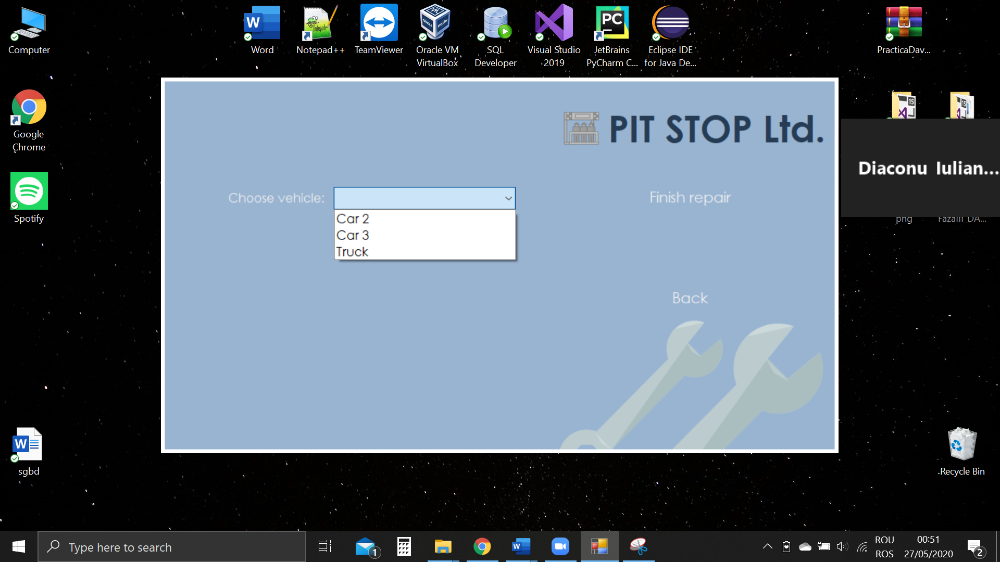 Computer
Word
Notepad++
TeamViewer
Oracle VM
VirtualBox
SQL
Developer
Visual Studio
2019
JetBrains
PyCharm C...
Eclipse IDE
for Java De...
PracticaDav...
Google
Chrome
Spotify
PIT STOP Ltd.
Choose vehicle:
Car 2
Car 3
Truck
Finish repair
Back
Diaconu Iulian...
png
FazaIII_DA...
sgbd
Recycle Bin
Type here to search
1
ROU
ROS
00:51
27/05/2020
2